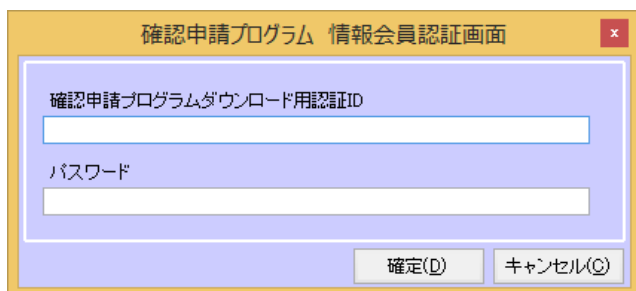 確認申請プログラム 情報会員認証画面
x
確認申請プログラムダウンロード用認証ID
パスワード
確定(D)
キャンセル(C)